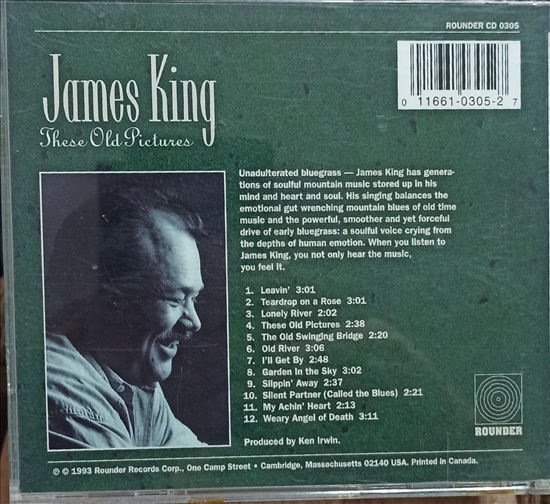 ROUNDER CD 0305
James King
These Old Pictures
0 11661-0305-2 7
Unadulterated bluegrass — James King has genera-
tions of soulful mountain music stored up in his
mind and heart and soul. His singing balances the
emotional gut wrenching mountain blues of old time
music and the powerful, smoother and yet forceful
drive of early bluegrass: a soulful voice crying from
the depths of human emotion. When you listen to
James King, you not only hear the music,
you feel it.
1. Leavin' 3:01
2. Teardrop on a Rose 3:01
3. Lonely River 2:02
4. These Old Pictures 2:38
5. The Old Swinging Bridge 2:20
6. Old River 3:06
7. I'll Get By 2:48
8. Garden in the Sky 3:02
9. Slippin' Away 2:37
10. Silent Partner (Called the Blues) 2:21
11. My Achin' Heart 2:13
12. Weary Angel of Death 3:11
Produced by Ken Irwin.
ROUNDER
℗ © 1993 Rounder Records Corp., One Camp Street • Cambridge, Massachusetts 02140 USA. Printed in Canada.